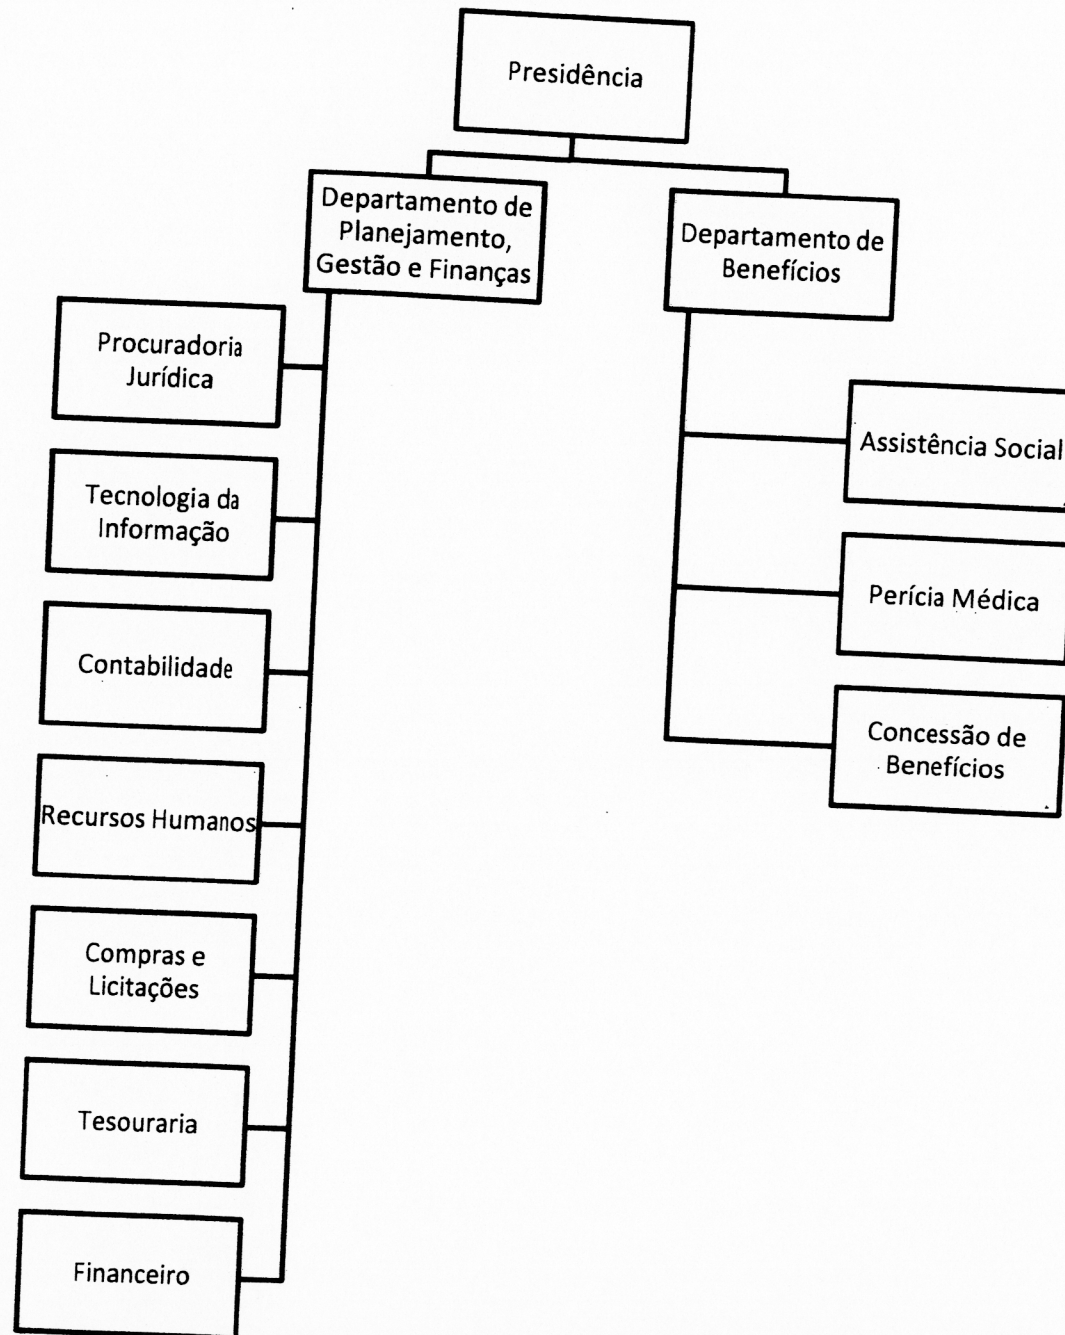 Presidência
Departamento de
Planejamento,
Gestão e Finanças
Departamento de
Benefícios
Procuradoria
Jurídica
Tecnologia da
Informação
Contabilidade
Recursos Humanos
Compras e
Licitações
Tesouraria
Financeiro
Assistência Social
Perícia Médica
Concessão de
Benefícios